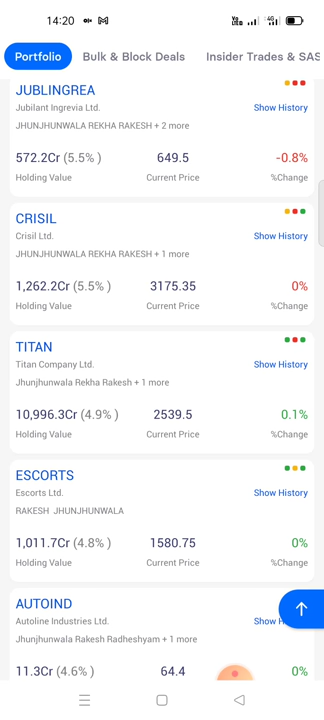 14:20
Portfolio Bulk & Block Deals Insider Trades & SAS
JUBLINGREA
Jubilant Ingrevia Ltd. Show History
JHUNJHUNWALA REKHA RAKESH + 2 more
572.2Cr (5.5% ) 649.5 -0.8%
Holding Value Current Price %Change
CRISIL
Crisil Ltd. Show History
JHUNJHUNWALA REKHA RAKESH + 1 more
1,262.2Cr (5.5% ) 3175.35 0%
Holding Value Current Price %Change
TITAN
Titan Company Ltd. Show History
Jhunjhunwala Rekha Rakesh + 1 more
10,996.3Cr (4.9% ) 2539.5 0.1%
Holding Value Current Price %Change
ESCORTS
Escorts Ltd. Show History
RAKESH JHUNJHUNWALA
1,011.7Cr (4.8% ) 1580.75 0%
Holding Value Current Price %Change
AUTOIND
Autoline Industries Ltd. Show H
Jhunjhunwala Rakesh Radheshyam + 1 more
11.3Cr (4.6% ) 64.4 0%